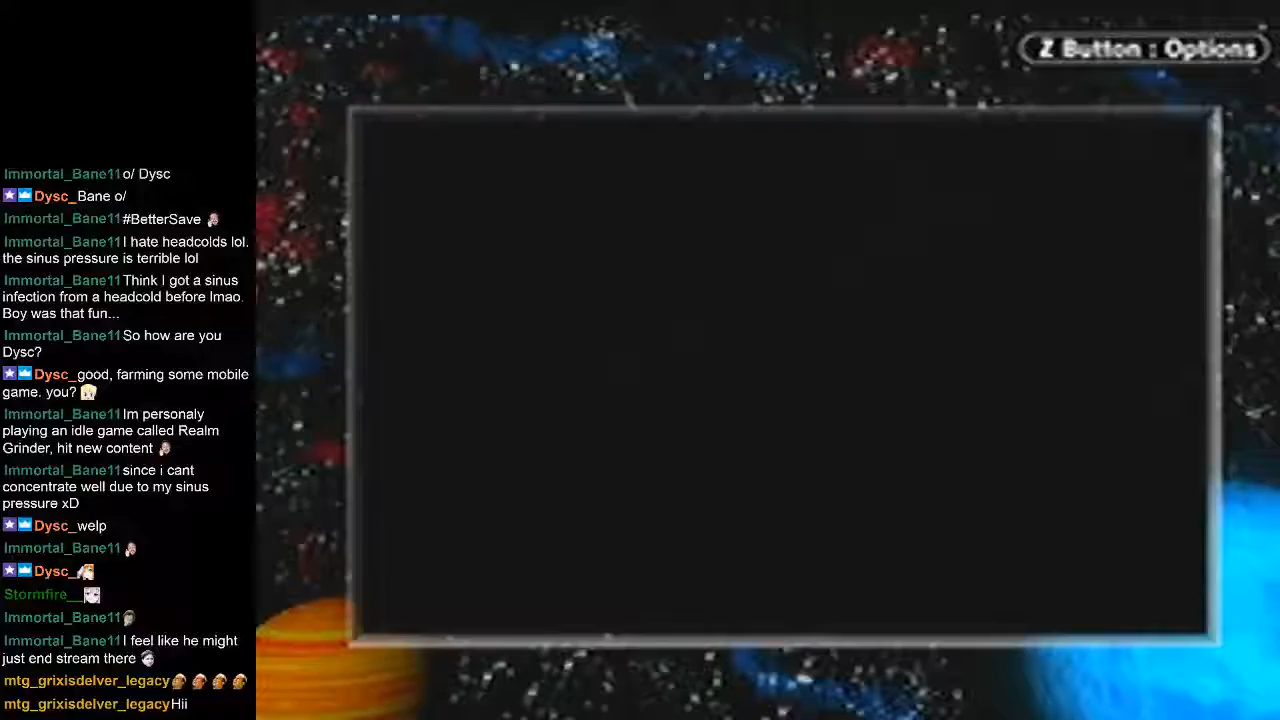 Z Button : Options
Immortal_Bane11 o/ Dysc
Dysc_ Bane o/
Immortal_Bane11 #BetterSave
Immortal_Bane11 I hate headcolds lol.
the sinus pressure is terrible lol
Immortal_Bane11 Think I got a sinus
infection from a headcold before lmao.
Boy was that fun...
Immortal_Bane11 So how are you
Dysc?
Dysc_ good, farming some mobile
game. you?
Immortal_Bane11 Im personaly
playing an idle game called Realm
Grinder, hit new content
Immortal_Bane11 since i cant
concentrate well due to my sinus
pressure xD
Dysc_ welp
Immortal_Bane11
Dysc_
Stormfire__
Immortal_Bane11
Immortal_Bane11 I feel like he might
just end stream there
mtg_grixisdelver_legacy
mtg_grixisdelver_legacy Hii